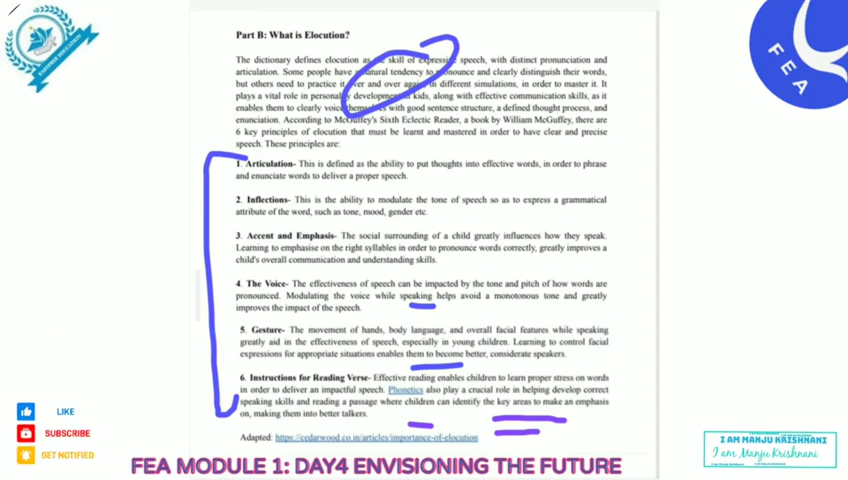 Part B: What is Elocution?
The dictionary defines elocution as the skill of expressive speech, with distinct pronunciation and
articulation. Some people have a natural tendency to pronounce and clearly distinguish their words,
but others need to practice it over and over again in different simulations, in order to master it. It
plays a vital role in personality development in kids, along with effective communication skills, as it
enables them to clearly voice themselves with good sentence structure, a defined thought process, and
enunciation. According to McGuffey's Sixth Eclectic Reader, a book by William McGuffey, there are
6 key principles of elocution that must be learnt and mastered in order to have clear and precise
speech. These principles are:
1. Articulation- This is defined as the ability to put thoughts into effective words, in order to phrase
and enunciate words to deliver a proper speech.
2. Inflections- This is the ability to modulate the tone of speech so as to express a grammatical
attribute of the word, such as tone, mood, gender etc.
3. Accent and Emphasis- The social surrounding of a child greatly influences how they speak.
Learning to emphasise on the right syllables in order to pronounce words correctly, greatly improves a
child's overall communication and understanding skills.
4. The Voice- The effectiveness of speech can be impacted by the tone and pitch of how words are
pronounced. Modulating the voice while speaking helps avoid a monotonous tone and greatly
improves the impact of the speech.
5. Gesture- The movement of hands, body language, and overall facial features while speaking
greatly aid in the effectiveness of speech, especially in young children. Learning to control facial
expressions for appropriate situations enables them to become better, considerate speakers.
6. Instructions for Reading Verse- Effective reading enables children to learn proper stress on words
in order to deliver an impactful speech. Phonetics also play a crucial role in helping develop correct
speaking skills and reading a passage where children can identify the key areas to make an emphasis
on, making them into better talkers.
Adapted: https://cedarwood.co.in/articles/importance-of-elocution
FEA
LIKE
SUBSCRIBE
GET NOTIFIED
I AM MANJU KRISHNANI
I am Manju Krishnani
FEA MODULE 1: DAY4 ENVISIONING THE FUTURE